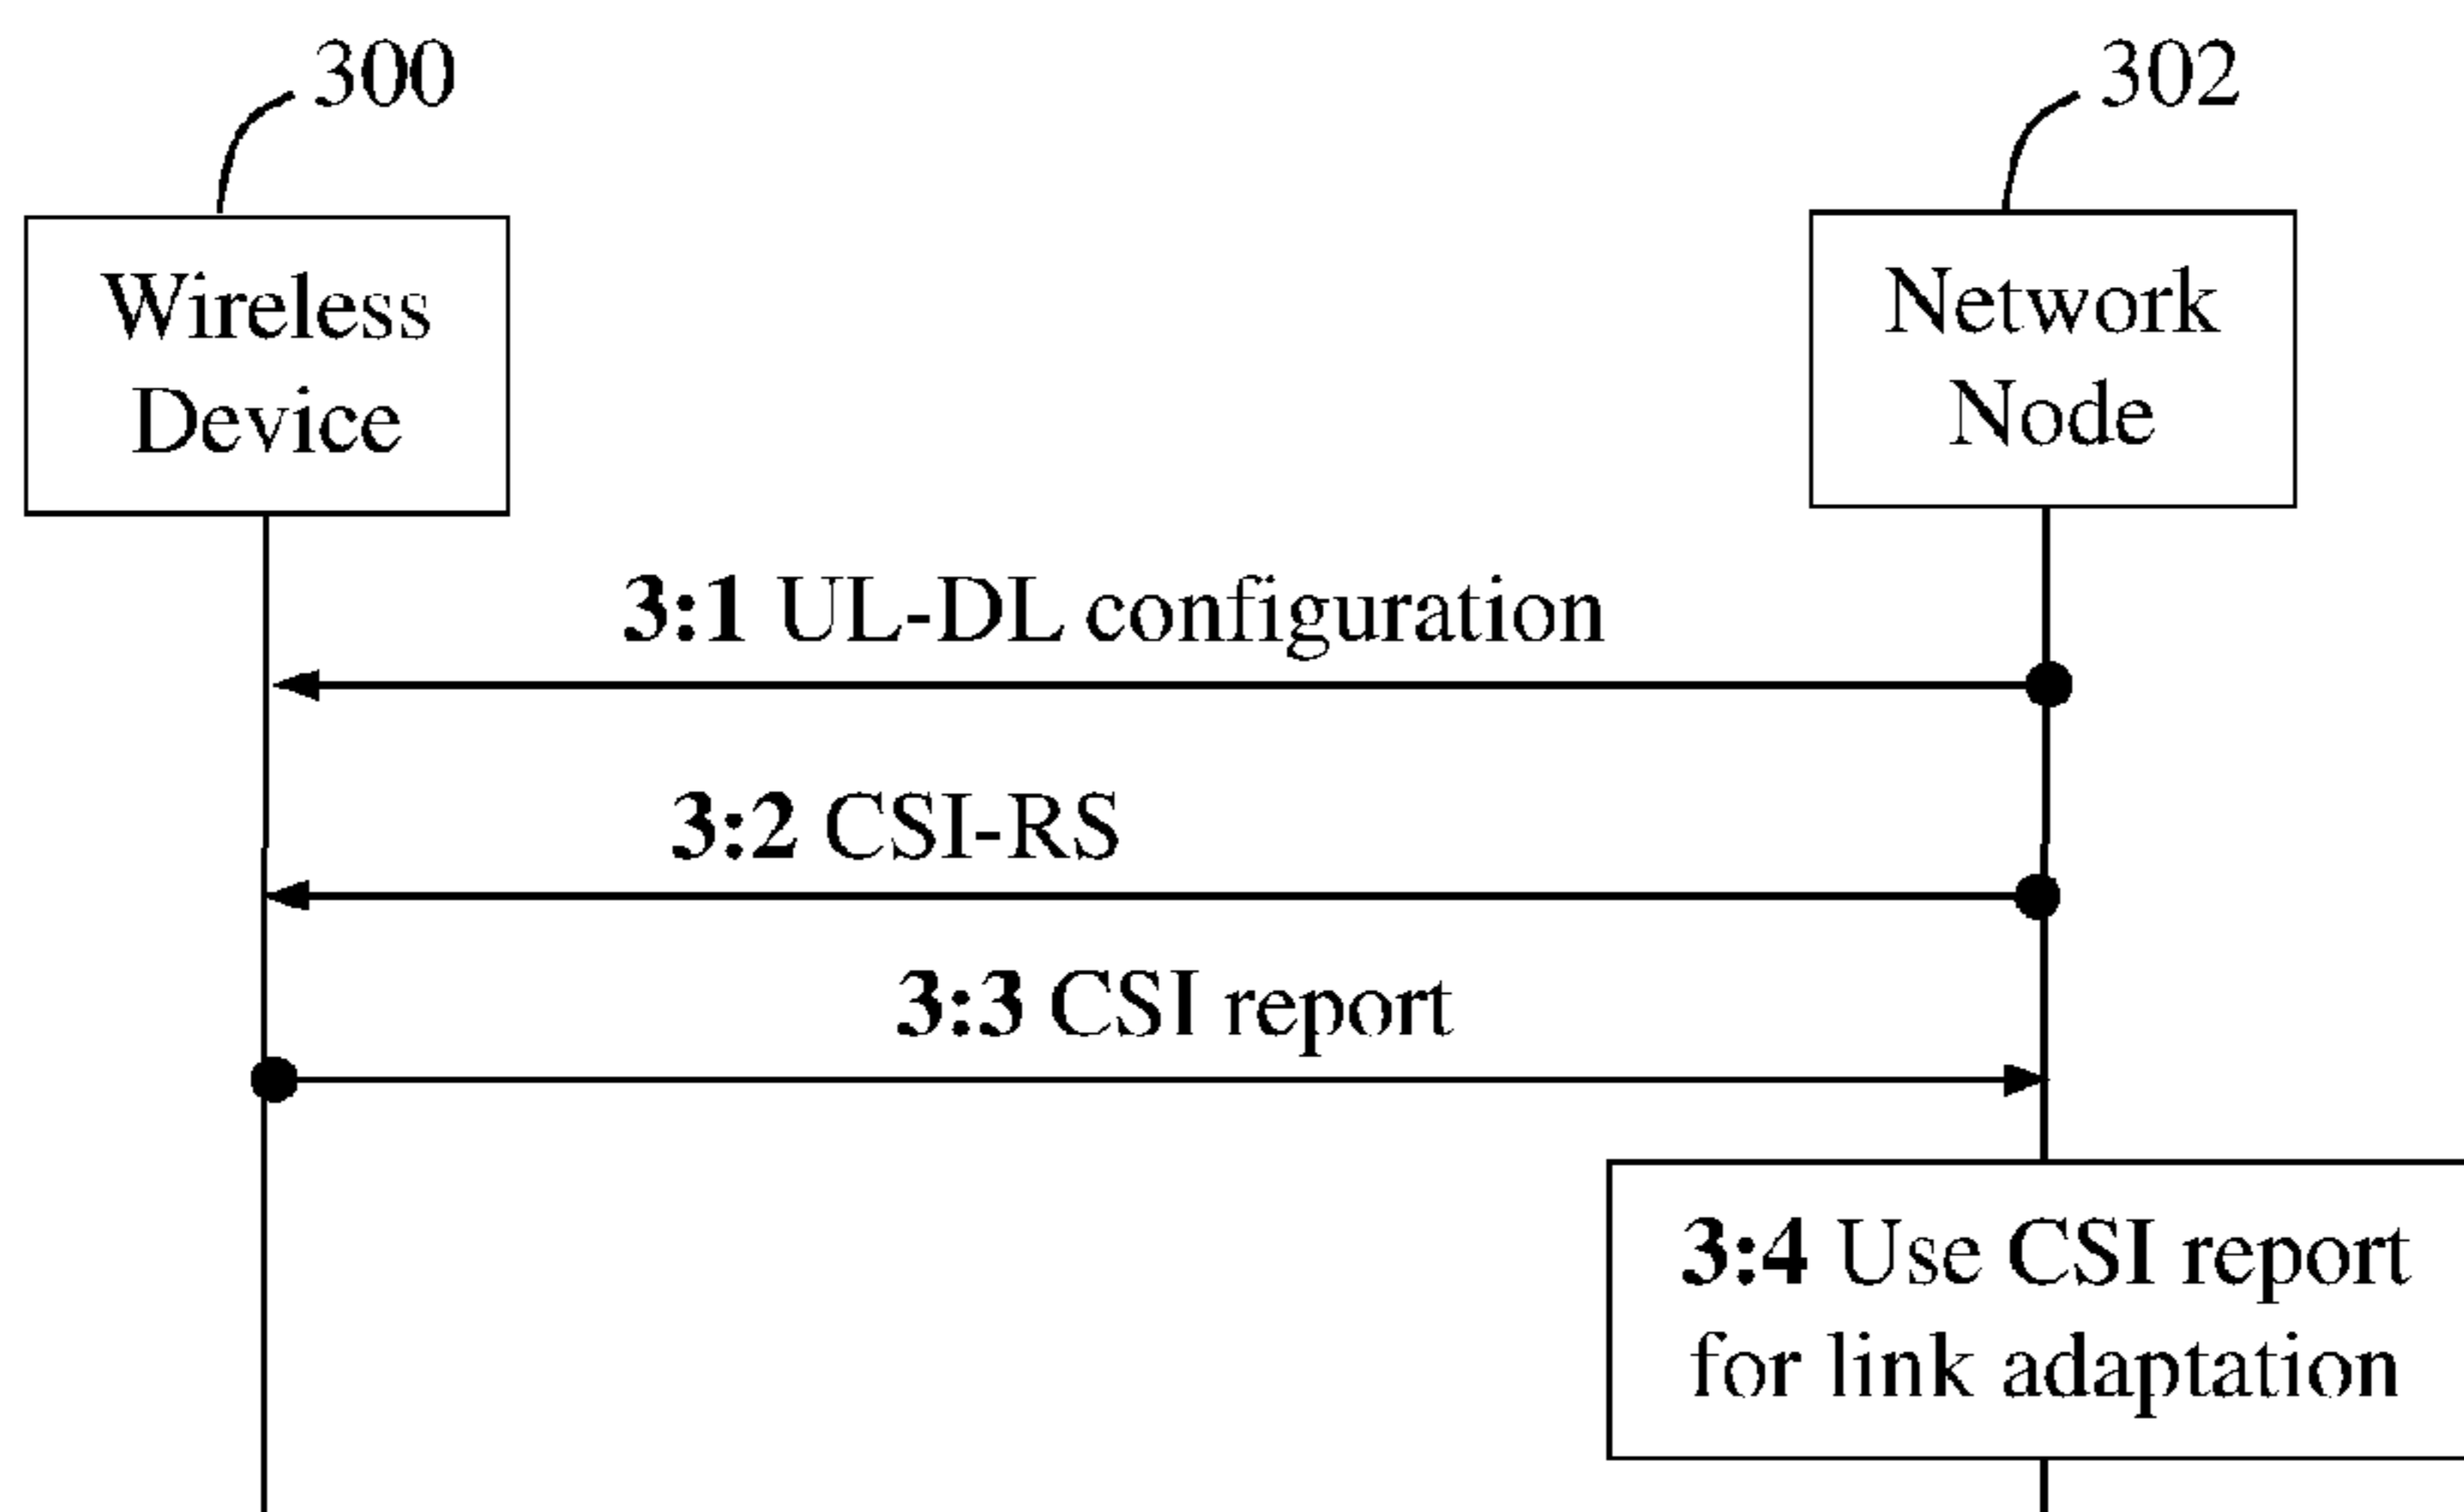 300
302
Wireless
Device
Network
Node
3:1 UL-DL configuration
3:2 CSI-RS
3:3 CSI report
3:4 Use CSI report
for link adaptation